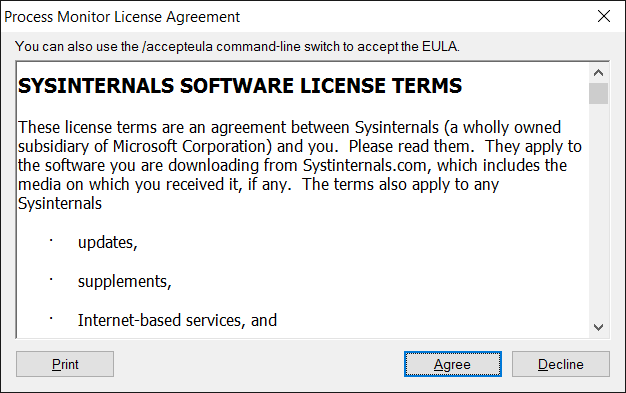 Process Monitor License Agreement
You can also use the /accepteula command-line switch to accept the EULA.
SYSINTERNALS SOFTWARE LICENSE TERMS
These license terms are an agreement between Sysinternals (a wholly owned
subsidiary of Microsoft Corporation) and you.  Please read them.  They apply to
the software you are downloading from Systinternals.com, which includes the
media on which you received it, if any.  The terms also apply to any
Sysinternals
· updates,
· supplements,
· Internet-based services, and
Print Agree Decline